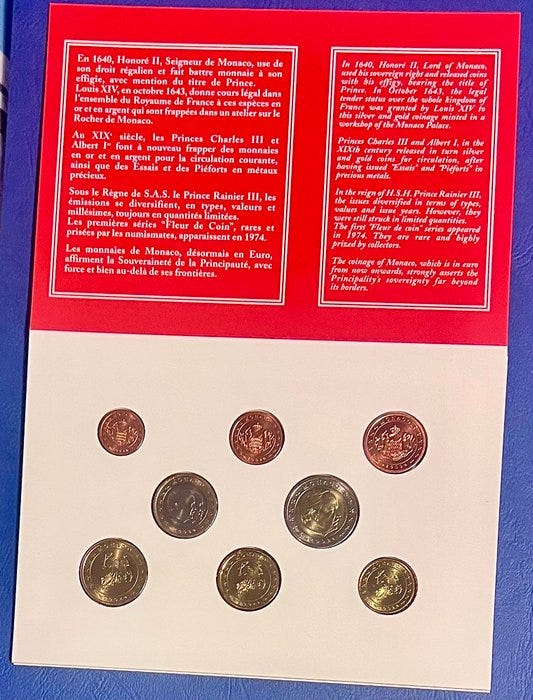 En 1640, Honoré II, Seigneur de Monaco, use de
son droit régalien et fait battre monnaie à son
effigie, avec mention du titre de Prince.
Louis XIV, en octobre 1643, donne cours légal dans
l'ensemble du Royaume de France à ces espèces en
or et en argent qui sont frappées dans un atelier sur le
Rocher de Monaco.
Au XIXe siècle, les Princes Charles III et
Albert Ier font à nouveau frapper des monnaies
en or et en argent pour la circulation courante,
ainsi que des Essais et des Piéforts en métaux
précieux.
Sous le Règne de S.A.S. le Prince Rainier III, les
émissions se diversifient, en types, valeurs et
millésimes, toujours en quantités limitées.
Les premières séries "Fleur de Coin", rares et
prisées par les numismates, apparaissent en 1974.
Les monnaies de Monaco, désormais en Euro,
affirment la Souveraineté de la Principauté, avec
force et bien au-delà de ses frontières.
In 1640, Honoré II, Lord of Monaco,
used his sovereign right and released coins
with his effigy, bearing the title of
Prince. In October 1643, the legal
tender status over the whole kingdom of
France was granted by Louis XIV to
this silver and gold coinage minted in a
workshop of the Monaco Palace.
Princes Charles III and Albert I, in the
XIXth century released in turn silver
and gold coins for circulation, after
having issued "Essais" and "Piéforts" in
precious metals.
In the reign of H.S.H. Prince Rainier III,
the issues diversified in terms of types,
values and issue years. However, they
were still struck in limited quantities.
The first "Fleur de coin" series appeared
in 1974. They are rare and highly
prized by collectors.
The coinage of Monaco, which is in euro
from now onwards, strongly asserts the
Principality's sovereignty far beyond
its borders.
MONACO
MONACO
MONACO
MONACO
MONACO